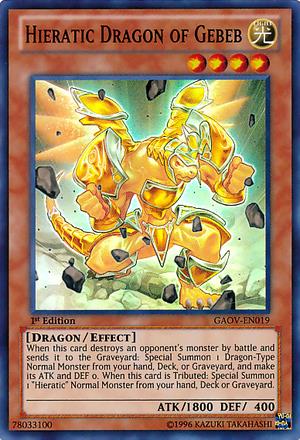 HIERATIC DRAGON OF GEBEB
LIGHT
光
1st Edition
GAOV-EN019
[DRAGON/EFFECT]
When this card destroys an opponent's monster by battle and
sends it to the Graveyard: Special Summon 1 Dragon-Type
Normal Monster from your hand, Deck, or Graveyard, and make
its ATK and DEF 0. When this card is Tributed: Special Summon
1 "Hieratic" Normal Monster from your hand, Deck, or Graveyard.
ATK/1800 DEF/ 400
78033100
©1996 KAZUKI TAKAHASHI